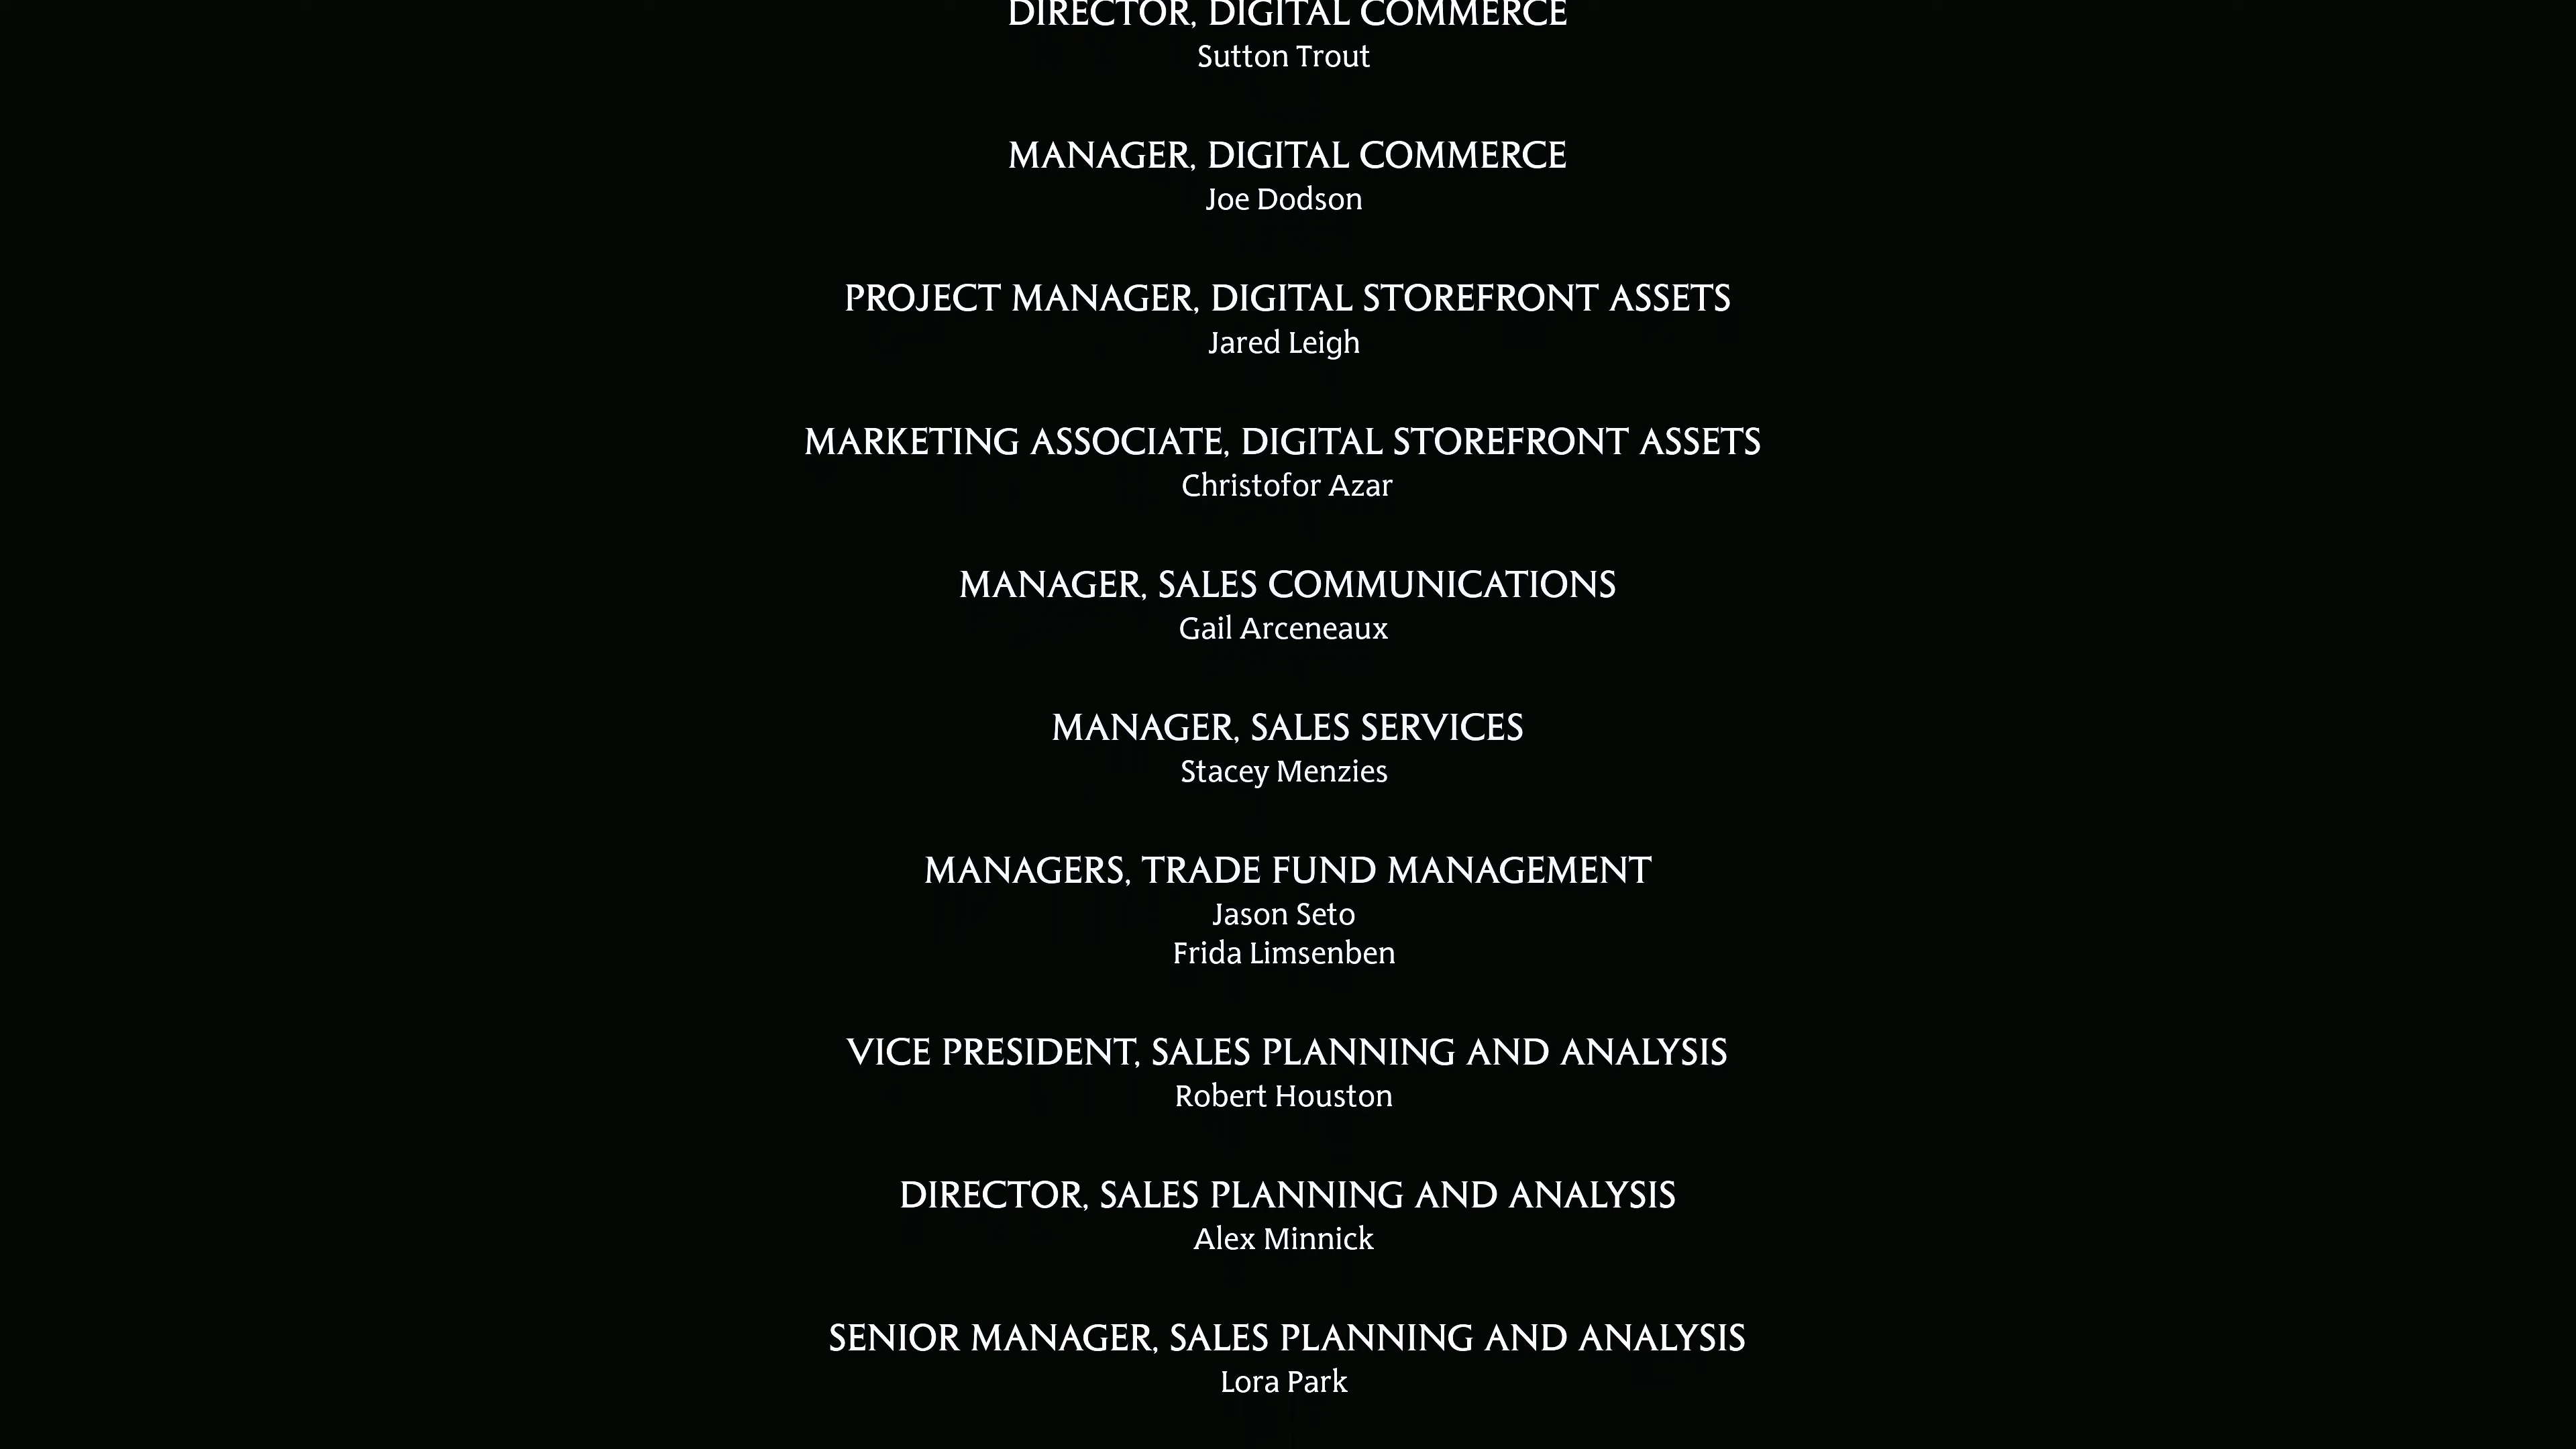 DIRECTOR, DIGITAL COMMERCE
Sutton Trout
MANAGER, DIGITAL COMMERCE
Joe Dodson
PROJECT MANAGER, DIGITAL STOREFRONT ASSETS
Jared Leigh
MARKETING ASSOCIATE, DIGITAL STOREFRONT ASSETS
Christofor Azar
MANAGER, SALES COMMUNICATIONS
Gail Arceneaux
MANAGER, SALES SERVICES
Stacey Menzies
MANAGERS, TRADE FUND MANAGEMENT
Jason Seto
Frida Limsenben
VICE PRESIDENT, SALES PLANNING AND ANALYSIS
Robert Houston
DIRECTOR, SALES PLANNING AND ANALYSIS
Alex Minnick
SENIOR MANAGER, SALES PLANNING AND ANALYSIS
Lora Park